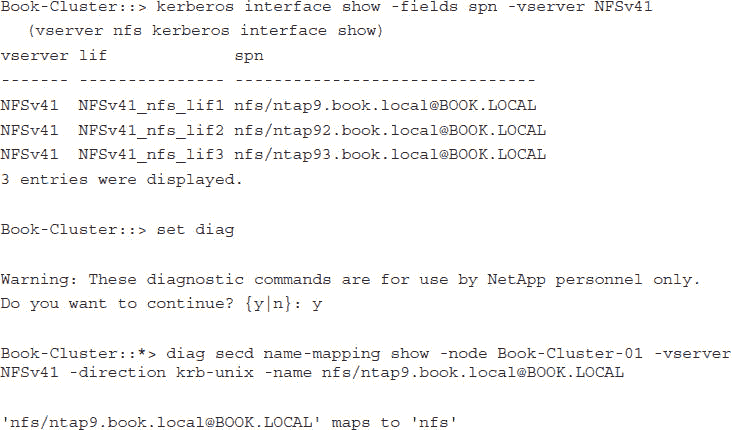 Book-Cluster::> kerberos interface show -fields spn -vserver NFSv41
(vserver nfs kerberos interface show)
vserver lif spn
------- --------------- -------------------------------
NFSv41 NFSv41_nfs_lif1 nfs/ntap9.book.local@BOOK.LOCAL
NFSv41 NFSv41_nfs_lif2 nfs/ntap92.book.local@BOOK.LOCAL
NFSv41 NFSv41_nfs_lif3 nfs/ntap93.book.local@BOOK.LOCAL
3 entries were displayed.
Book-Cluster::> set diag
Warning: These diagnostic commands are for use by NetApp personnel only.
Do you want to continue? {y|n}: y
Book-Cluster::*> diag secd name-mapping show -node Book-Cluster-01 -vserver
NFSv41 -direction krb-unix -name nfs/ntap9.book.local@BOOK.LOCAL
'nfs/ntap9.book.local@BOOK.LOCAL' maps to 'nfs'